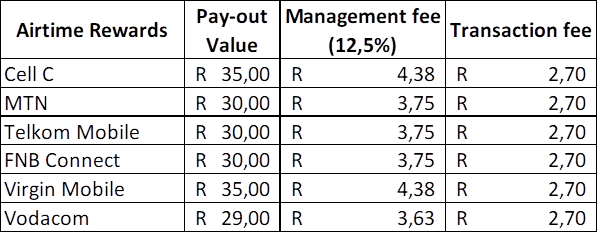 Airtime Rewards Pay-out Value Management fee (12,5%) Transaction fee
Cell C R 35,00 R 4,38 R 2,70
MTN R 30,00 R 3,75 R 2,70
Telkom Mobile R 30,00 R 3,75 R 2,70
FNB Connect R 30,00 R 3,75 R 2,70
Virgin Mobile R 35,00 R 4,38 R 2,70
Vodacom R 29,00 R 3,63 R 2,70